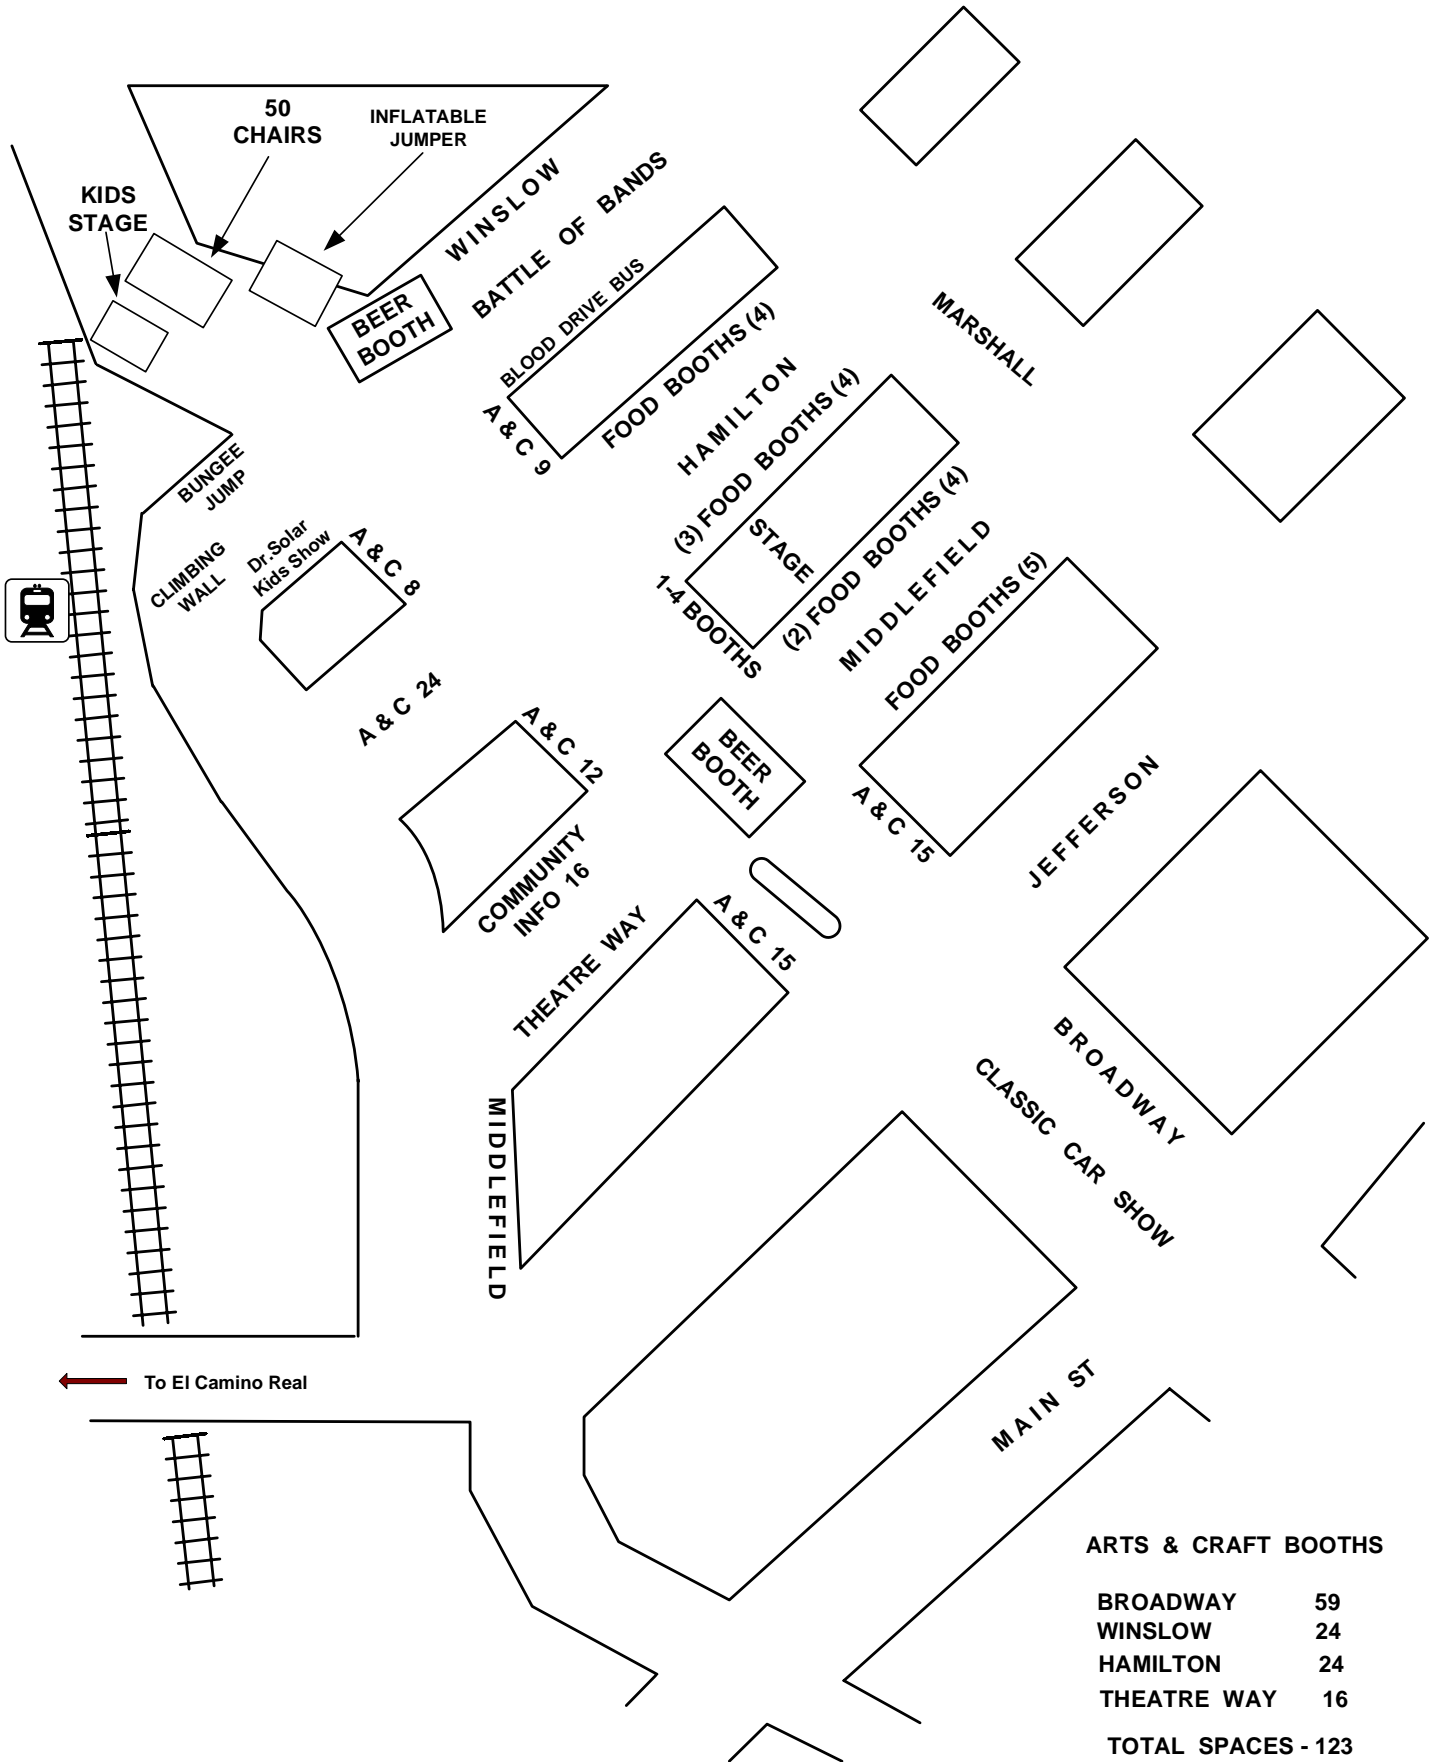 50
CHAIRS
INFLATABLE
JUMPER
KIDS
STAGE
WINSLOW
BATTLE OF BANDS
BEER
BOOTH
BLOOD DRIVE BUS
FOOD BOOTHS (4)
A & C 9
HAMILTON
MARSHALL
(3) FOOD BOOTHS (4)
STAGE
(2) FOOD BOOTHS (4)
1-4 BOOTHS
MIDDLEFIELD
FOOD BOOTHS (5)
BUNGEE
JUMP
CLIMBING
WALL
Dr.Solar
Kids Show
A & C 8
A & C 24
A & C 12
BEER
BOOTH
A & C 15
JEFFERSON
COMMUNITY
INFO 16
THEATRE WAY
A & C 15
MIDDLEFIELD
BROADWAY
CLASSIC CAR SHOW
To El Camino Real
MAIN ST
ARTS & CRAFT BOOTHS
BROADWAY 59
WINSLOW 24
HAMILTON 24
THEATRE WAY 16
TOTAL SPACES - 123